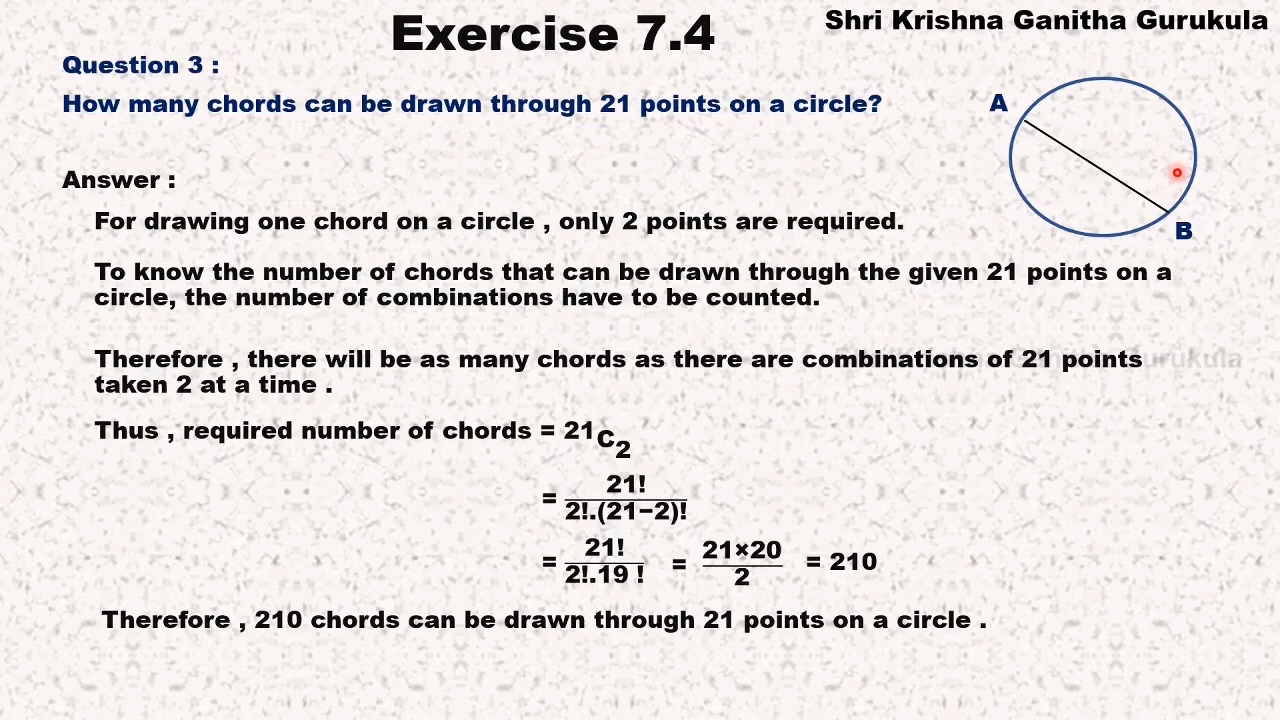 Exercise 7.4
Shri Krishna Ganitha Gurukula
Question 3 :
How many chords can be drawn through 21 points on a circle?
A
B
Answer :
For drawing one chord on a circle , only 2 points are required.
To know the number of chords that can be drawn through the given 21 points on a
circle, the number of combinations have to be counted.
Therefore , there will be as many chords as there are combinations of 21 points
taken 2 at a time .
Gurukula
Thus , required number of chords = 21C2
= 21! / 2!.(21−2)!
= 21! / 2!.19 ! = 21×20 / 2 = 210
Therefore , 210 chords can be drawn through 21 points on a circle .